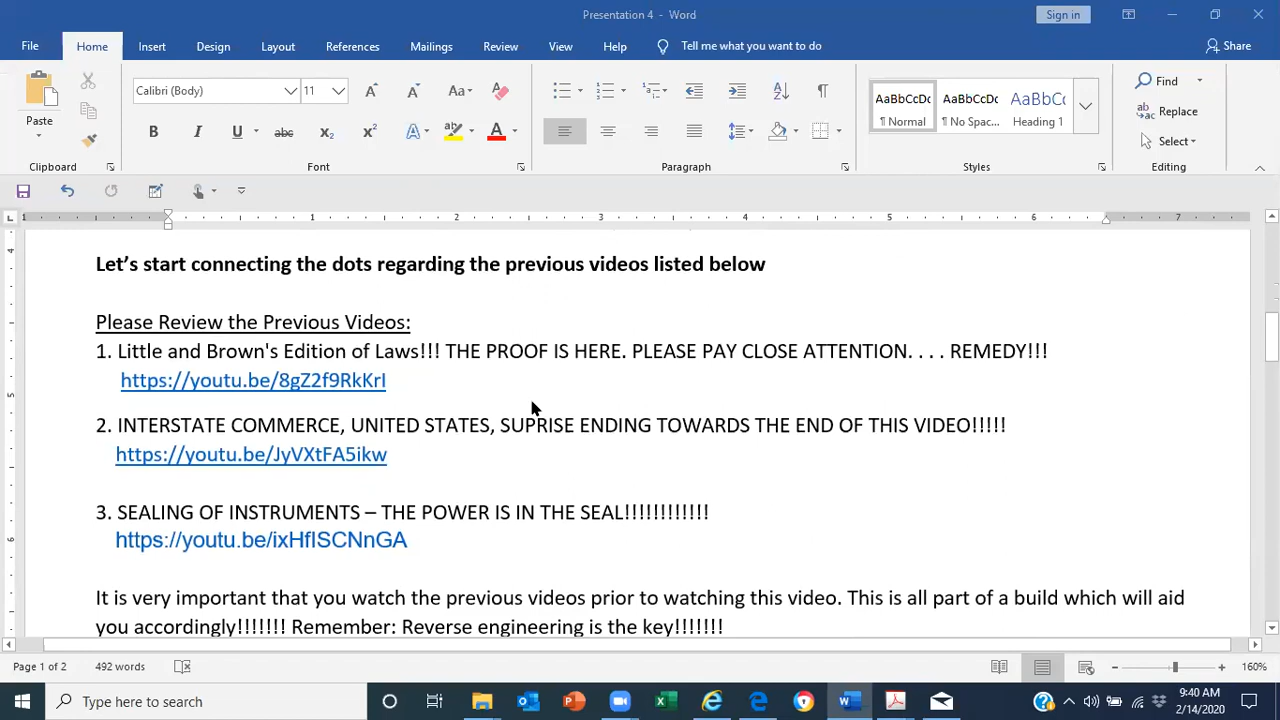 Presentation 4 - Word
Sign in
File Home Insert Design Layout References Mailings Review View Help Tell me what you want to do Share
Paste
Clipboard
Calibri (Body) 11
Font
Paragraph
AaBbCcDc AaBbCcDc AaBbCc
¶ Normal ¶ No Spac... Heading 1
Styles
Find
Replace
Select
Editing
1 1 2 3 4 5 6 7
Let's start connecting the dots regarding the previous videos listed below
Please Review the Previous Videos:
1. Little and Brown's Edition of Laws!!! THE PROOF IS HERE. PLEASE PAY CLOSE ATTENTION. . . . REMEDY!!!
https://youtu.be/8gZ2f9RkKrI
2. INTERSTATE COMMERCE, UNITED STATES, SUPRISE ENDING TOWARDS THE END OF THIS VIDEO!!!!!
https://youtu.be/JyVXtFA5ikw
3. SEALING OF INSTRUMENTS – THE POWER IS IN THE SEAL!!!!!!!!!!!!
https://youtu.be/ixHfISCNnGA
It is very important that you watch the previous videos prior to watching this video. This is all part of a build which will aid
you accordingly!!!!!!! Remember: Reverse engineering is the key!!!!!!!
Page 1 of 2 492 words 160%
Type here to search
9:40 AM
2/14/2020